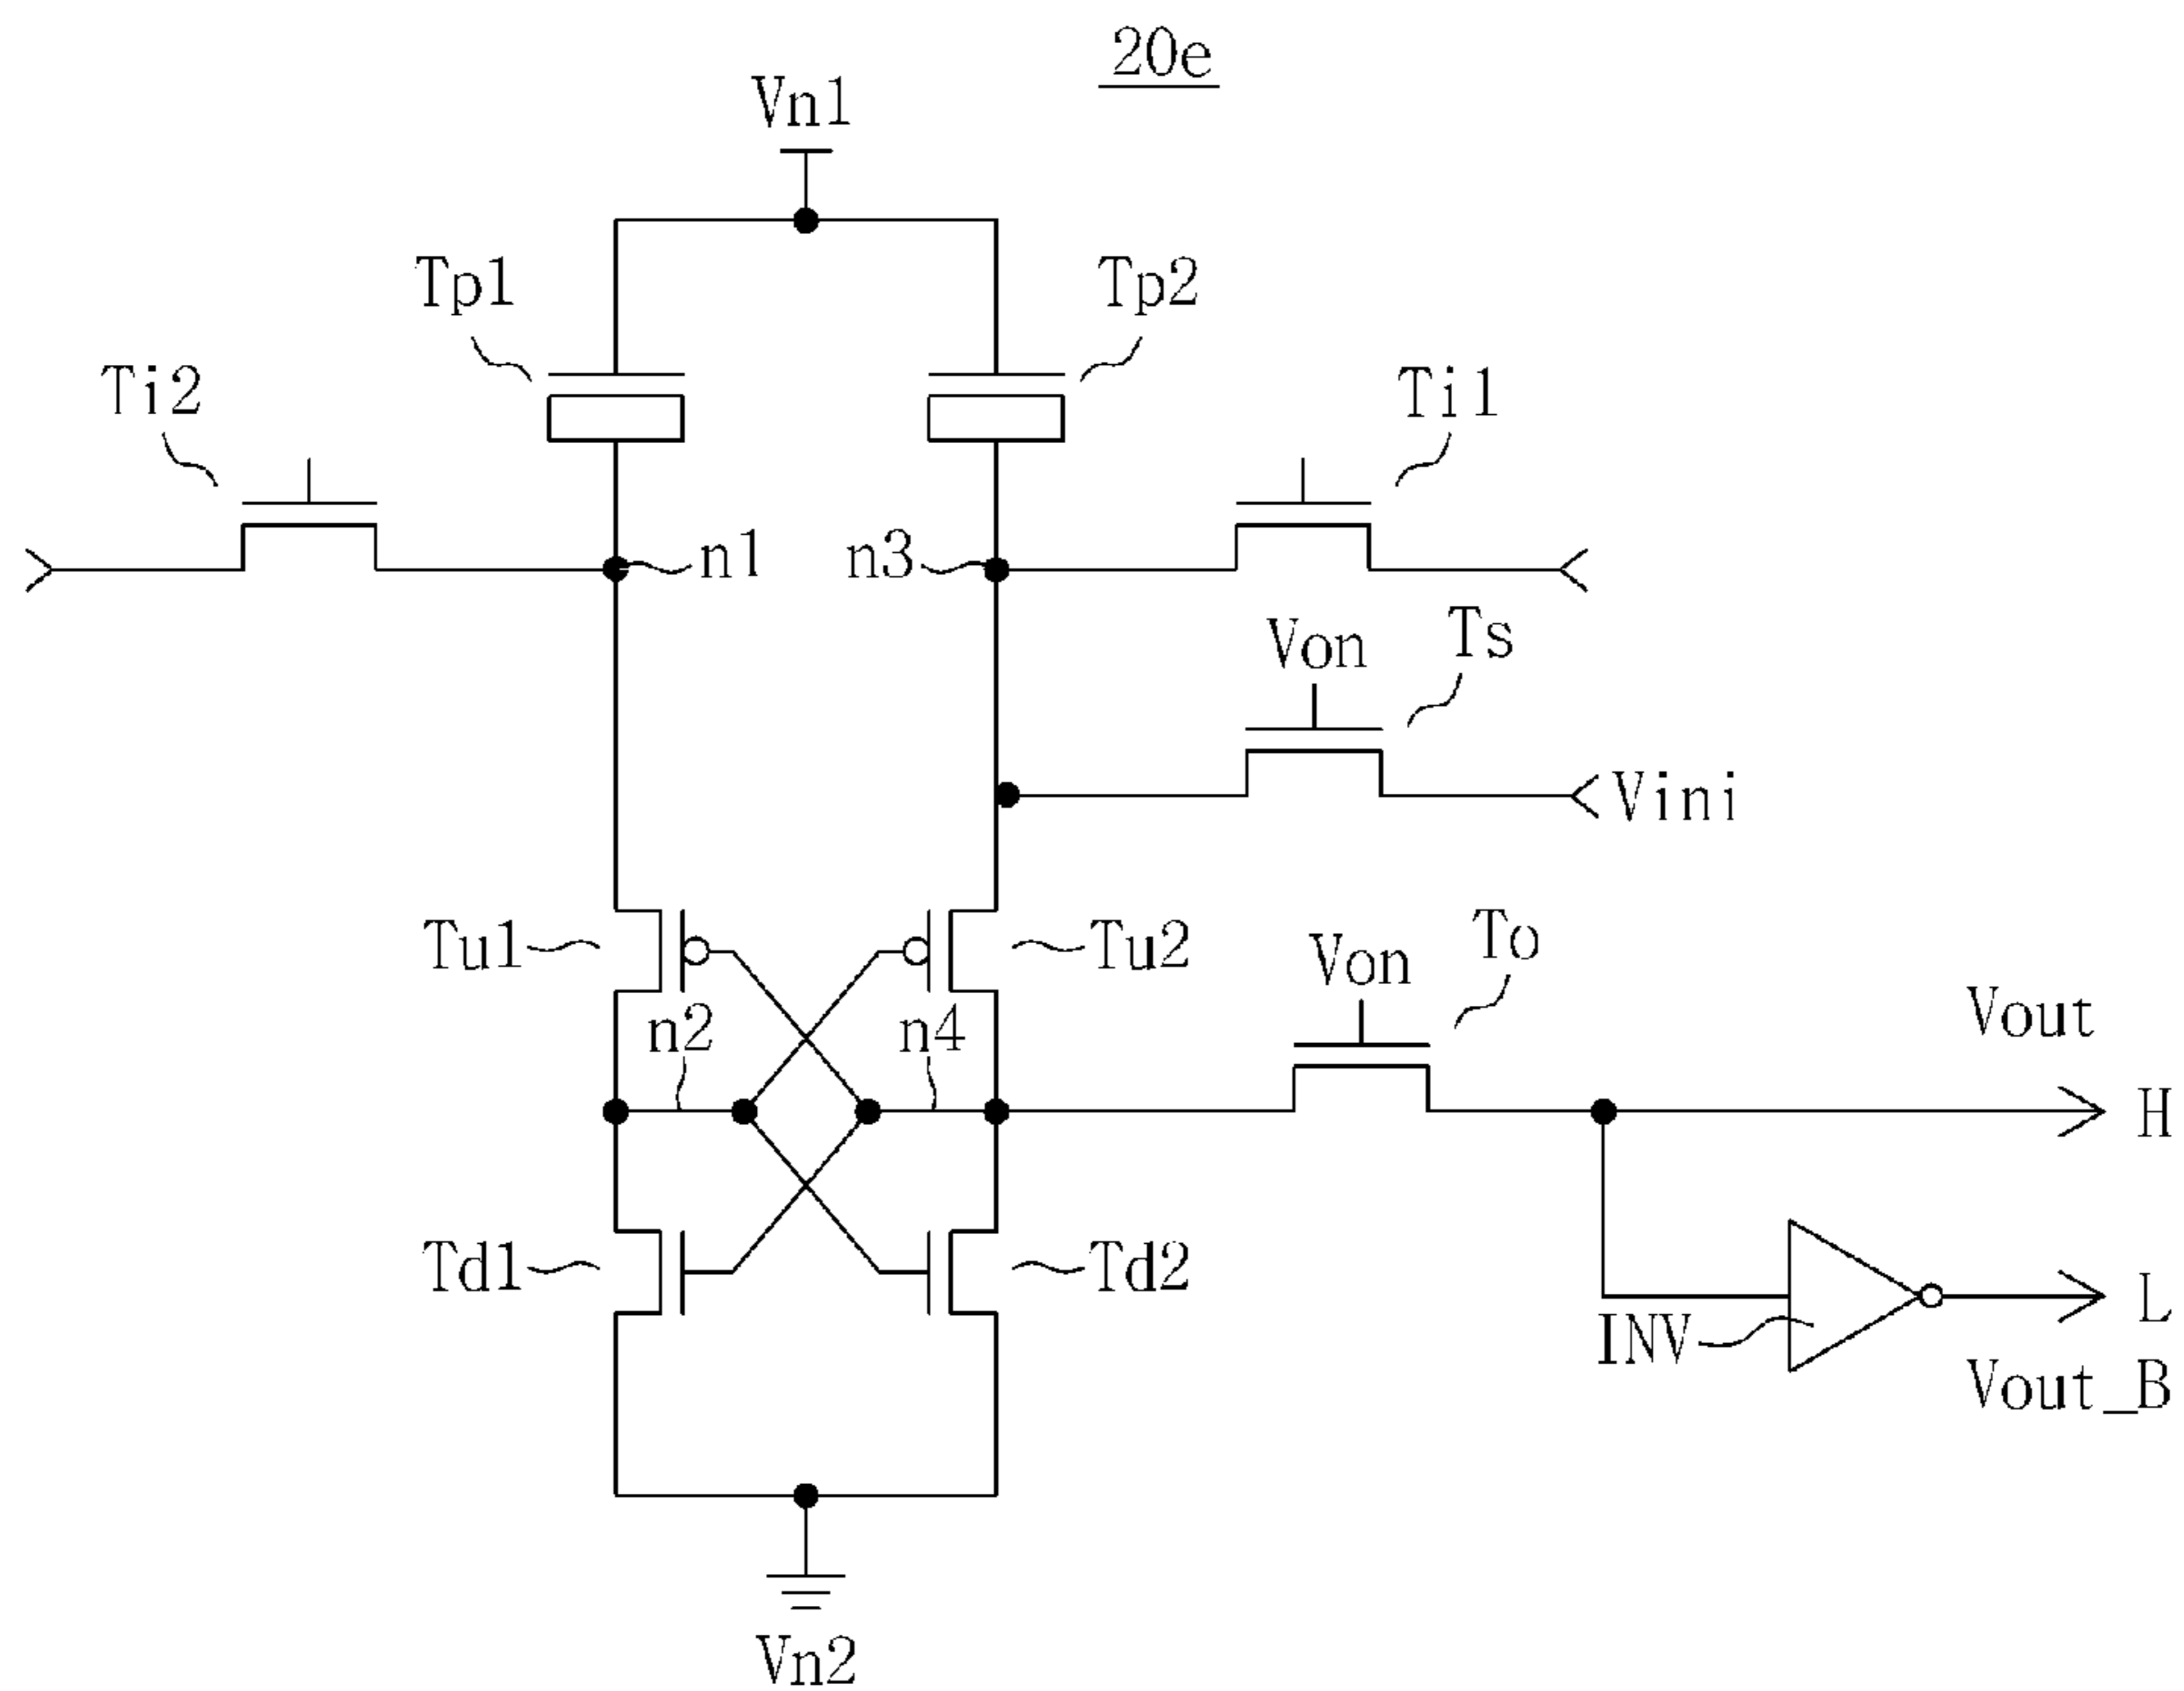 20e
Vn1
Tp1
Tp2
Ti2
Ti1
n1
n3
Ts
Von
Vini
Tu1
Tu2
To
Von
n2
n4
Vout
H
Td1
Td2
L
INV
Vout_B
Vn2